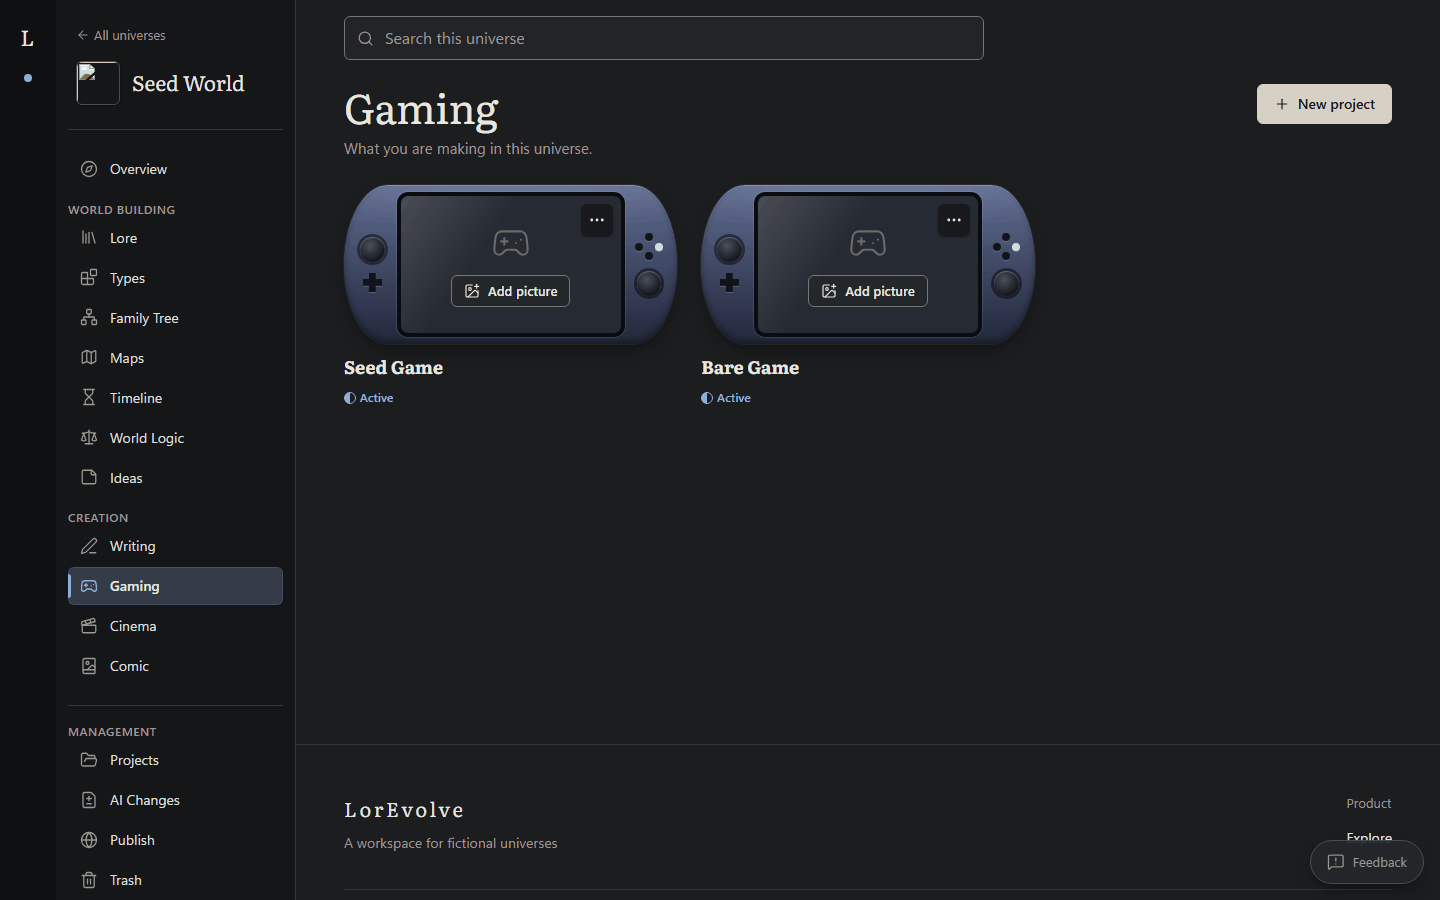 L
All universes
Seed World
Overview
WORLD BUILDING
Lore
Types
Family Tree
Maps
Timeline
World Logic
Ideas
CREATION
Writing
Gaming
Cinema
Comic
MANAGEMENT
Projects
AI Changes
Publish
Trash
Search this universe
Gaming
What you are making in this universe.
New project
Add picture
Add picture
Seed Game
Active
Bare Game
Active
LorEvolve
A workspace for fictional universes
Product
Explore
Feedback